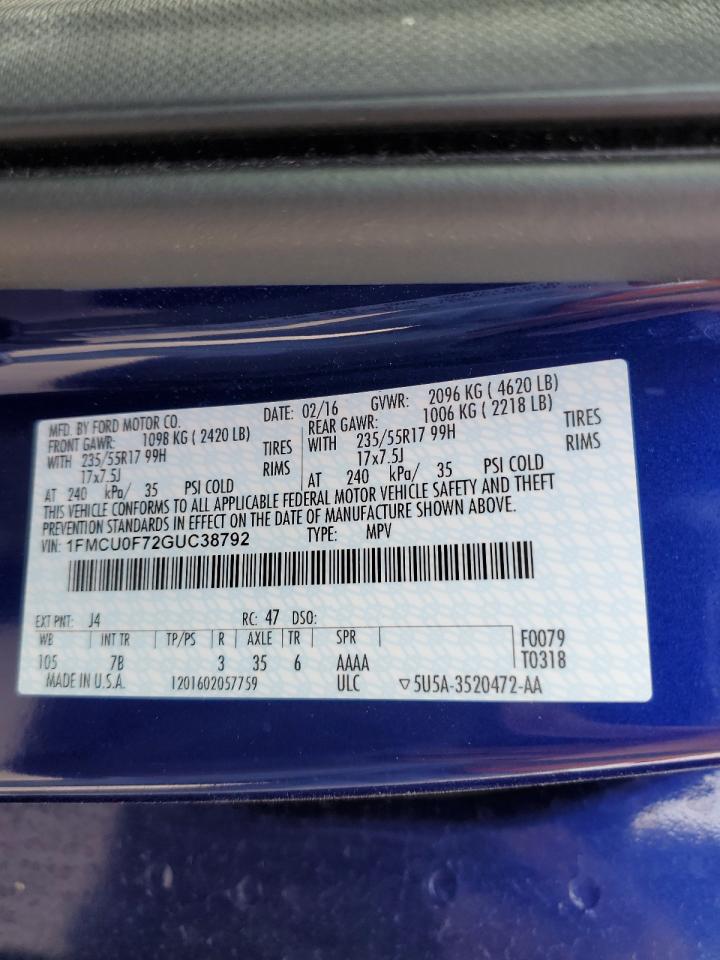 MFD. BY FORD MOTOR CO. DATE: 02/16 GVWR: 2096 KG ( 4620 LB)
FRONT GAWR: 1098 KG ( 2420 LB) REAR GAWR: 1006 KG ( 2218 LB)
WITH 235/55R17 99H TIRES WITH 235/55R17 99H TIRES
17x7.5J RIMS 17x7.5J RIMS
AT 240 kPa/ 35 PSI COLD AT 240 kPa/ 35 PSI COLD
THIS VEHICLE CONFORMS TO ALL APPLICABLE FEDERAL MOTOR VEHICLE SAFETY AND THEFT
PREVENTION STANDARDS IN EFFECT ON THE DATE OF MANUFACTURE SHOWN ABOVE.
VIN: 1FMCU0F72GUC38792 TYPE: MPV
EXT PNT: J4 RC: 47 DSO:
WB INT TR TP/PS R AXLE TR SPR F0079
105 7B 3 35 6 AAAA T0318
MADE IN U.S.A. 1201602057759 ULC ▽5U5A-3520472-AA